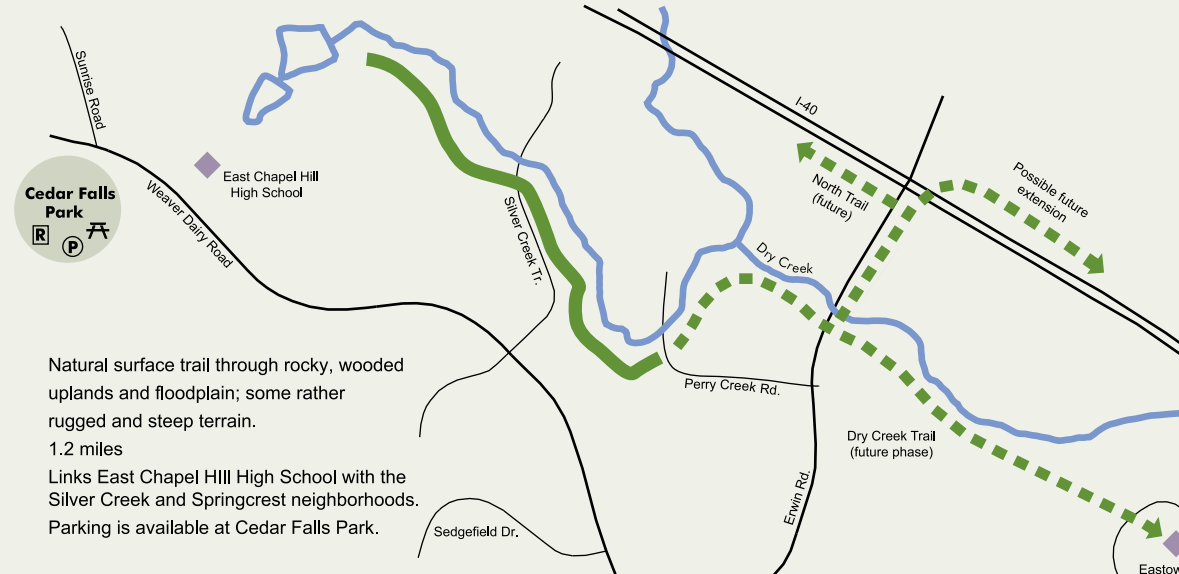 I-40
Sunrise Road
East Chapel Hill
High School
Cedar Falls
Park
R
P
Weaver Dairy Road
Silver Creek Tr.
North Trail
(future)
Possible future
extension
Dry Creek
Natural surface trail through rocky, wooded
uplands and floodplain; some rather
rugged and steep terrain.
1.2 miles
Links East Chapel HIll High School with the
Silver Creek and Springcrest neighborhoods.
Parking is available at Cedar Falls Park.
Perry Creek Rd.
Dry Creek Trail
(future phase)
Erwin Rd.
Sedgefield Dr.
Eastow